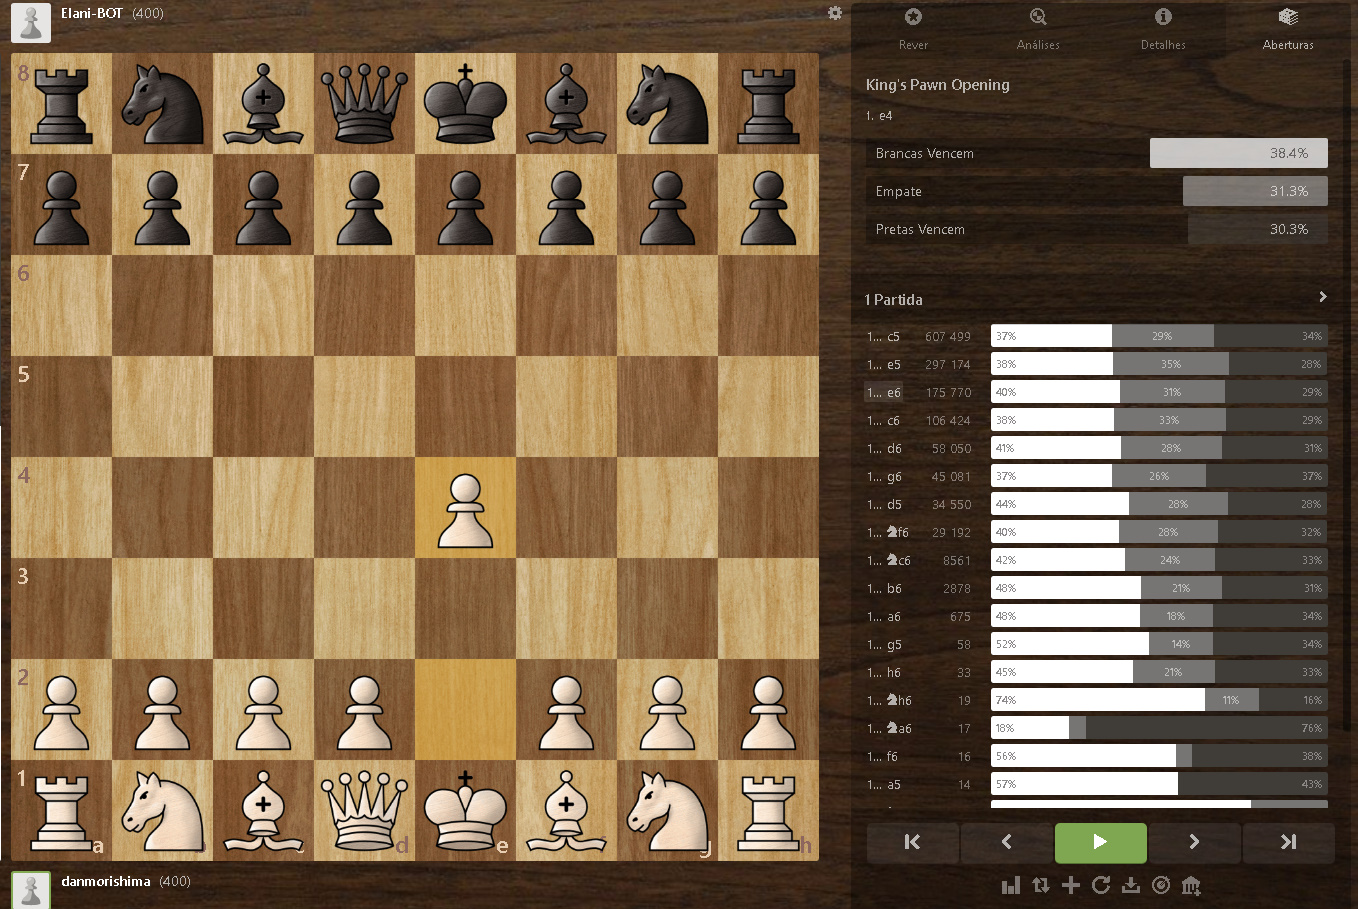 Elani-BOT (400)
8
7
6
5
4
3
2
1
a
d
e
g
h
danmorishima (400)
Rever
Análises
Detalhes
Aberturas
King's Pawn Opening
1. e4
Brancas Vencem 38.4%
Empate 31.3%
Pretas Vencem 30.3%
1 Partida
1... c5 607 499 37% 29% 34%
1... e5 297 174 38% 35% 28%
1... e6 175 770 40% 31% 29%
1... c6 106 424 38% 33% 29%
1... d6 58 050 41% 28% 31%
1... g6 45 081 37% 26% 37%
1... d5 34 550 44% 28% 28%
1... ♞f6 29 192 40% 28% 32%
1... ♞c6 8561 42% 24% 33%
1... b6 2878 48% 21% 31%
1... a6 675 48% 18% 34%
1... g5 58 52% 14% 34%
1... h6 33 45% 21% 33%
1... ♞h6 19 74% 11% 16%
1... ♞a6 17 18% 76%
1... f6 16 56% 38%
1... a5 14 57% 43%